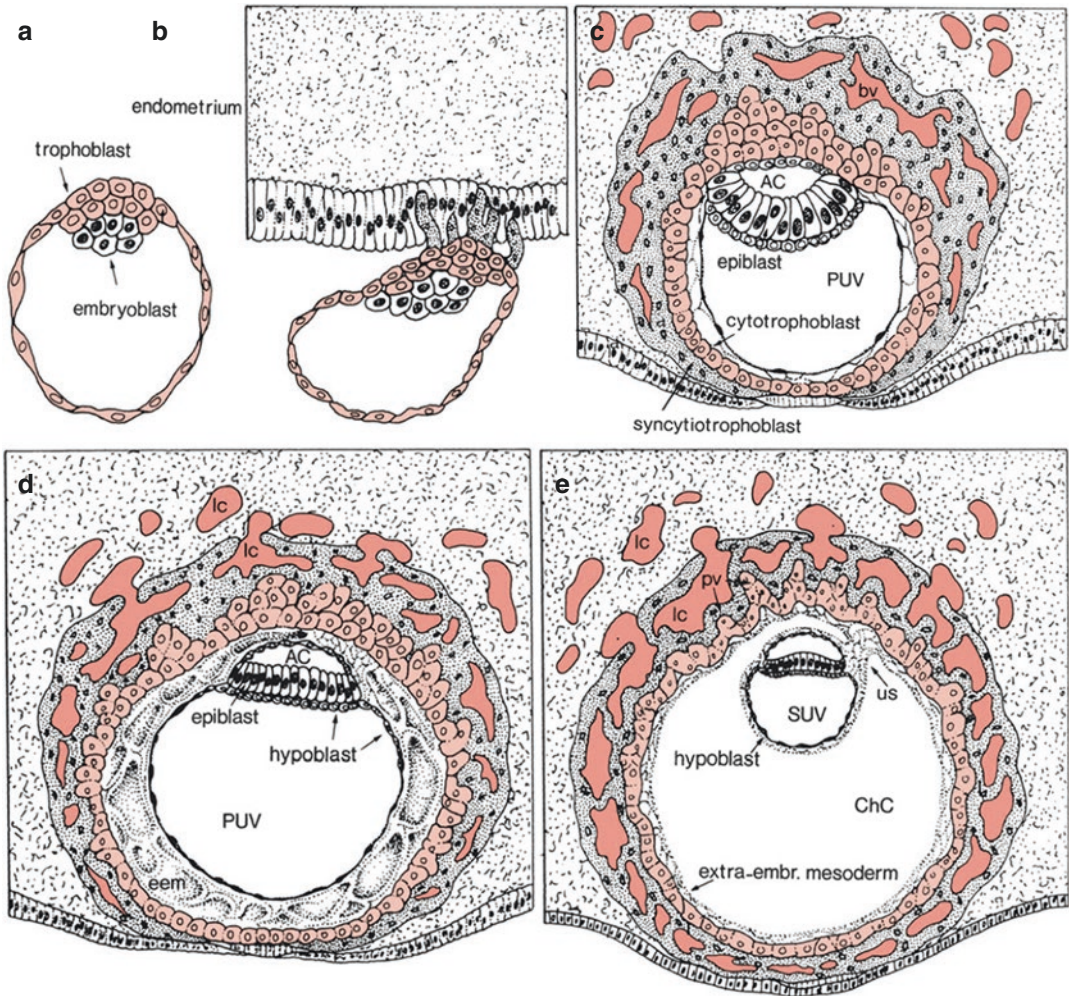 a
b
c
endometrium
trophoblast
embryoblast
bv
AC
epiblast
PUV
cytotrophoblast
syncytiotrophoblast
d
lc
lc
AC
epiblast
hypoblast
PUV
eem
e
lc
pv
lc
us
SUV
hypoblast
ChC
extra-embr. mesoderm